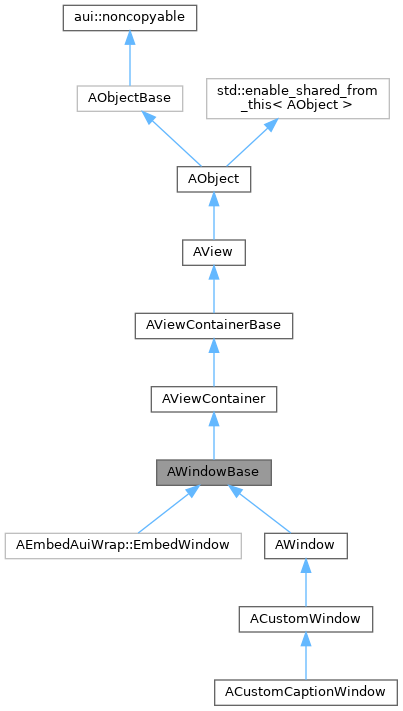 aui::noncopyable
AObjectBase
std::enable_shared_from
_this< AObject >
AObject
AView
AViewContainerBase
AViewContainer
AWindowBase
AEmbedAuiWrap::EmbedWindow
AWindow
ACustomWindow
ACustomCaptionWindow